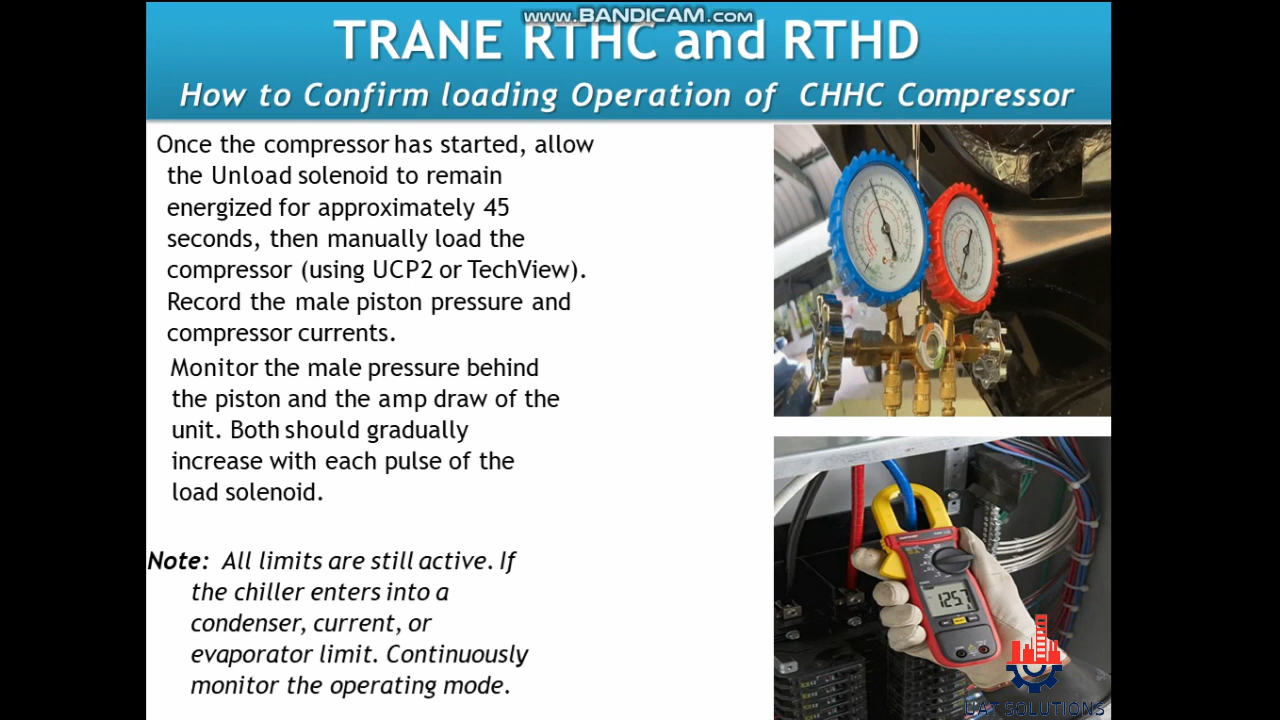 www.BANDICAM.com
TRANE RTHC and RTHD
How to Confirm loading Operation of CHHC Compressor
Once the compressor has started, allow
the Unload solenoid to remain
energized for approximately 45
seconds, then manually load the
compressor (using UCP2 or TechView).
Record the male piston pressure and
compressor currents.
Monitor the male pressure behind
the piston and the amp draw of the
unit. Both should gradually
increase with each pulse of the
load solenoid.
Note: All limits are still active. If
the chiller enters into a
condenser, current, or
evaporator limit. Continuously
monitor the operating mode.
125.7
UAT SOLUTIONS